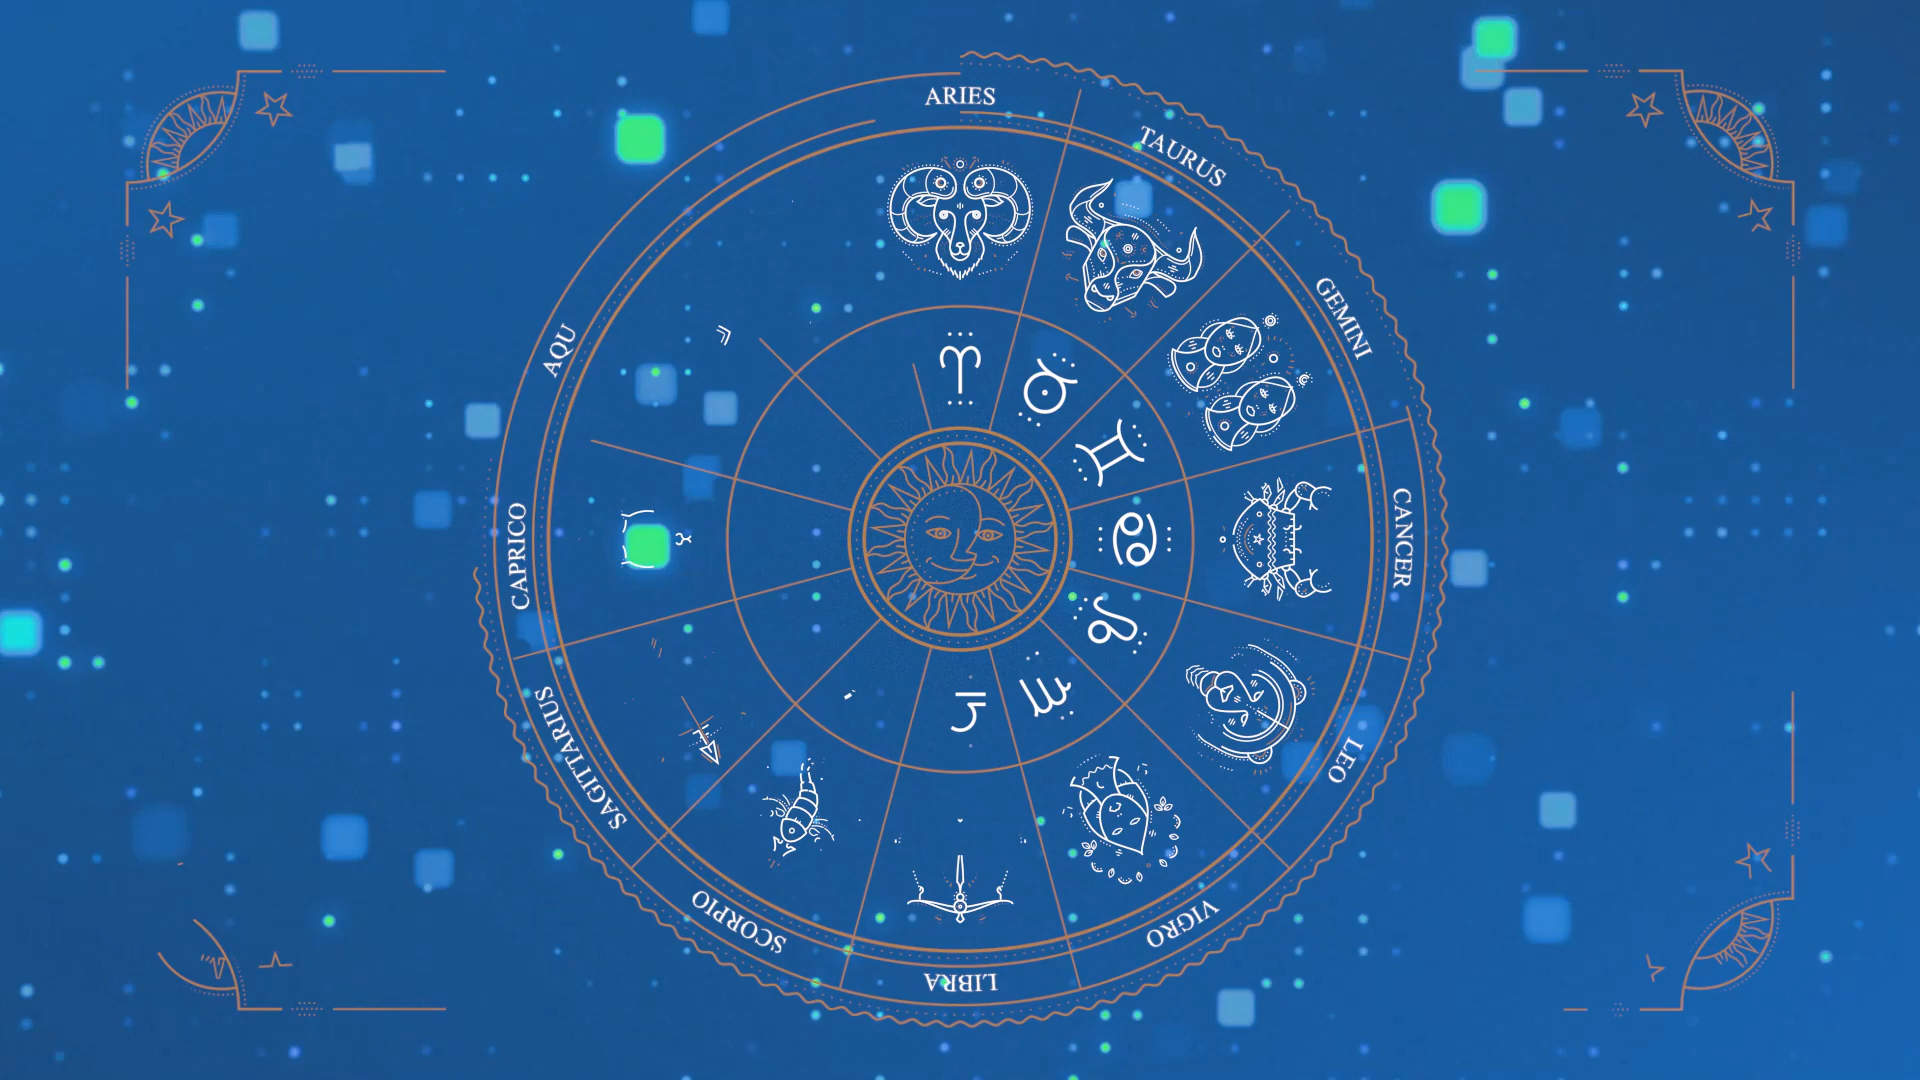 ARIES
TAURUS
GEMINI
CANCER
LEO
VIGRO
LIBRA
SCORPIO
SAGITTARIUS
CAPRICO
AQU